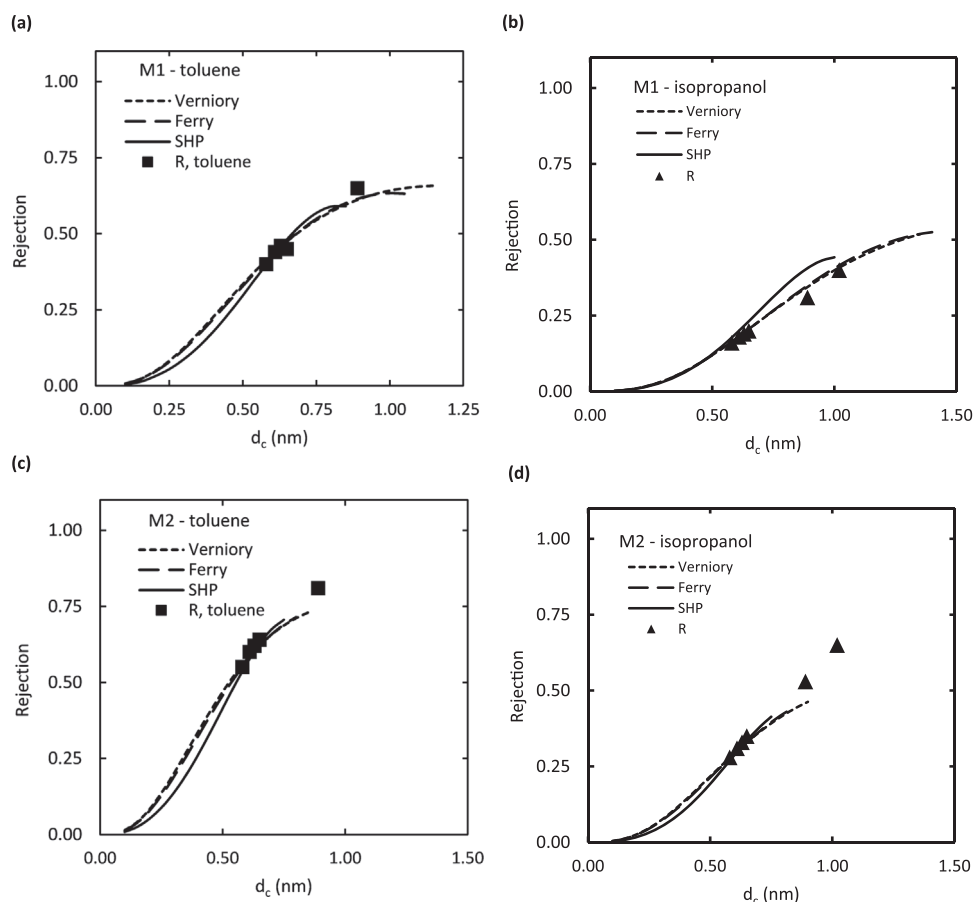 (a)
M1 - toluene
Verniory
Ferry
SHP
R, toluene
1.00
0.75
0.50
0.25
0.00
Rejection
0.00 0.25 0.50 0.75 1.00 1.25
d_c (nm)
(b)
M1 - isopropanol
Verniory
Ferry
SHP
R
1.00
0.75
0.50
0.25
0.00
Rejection
0.00 0.50 1.00 1.50
d_c (nm)
(c)
M2 - toluene
Verniory
Ferry
SHP
R, toluene
1.00
0.75
0.50
0.25
0.00
Rejection
0.00 0.50 1.00 1.50
d_c (nm)
(d)
M2 - isopropanol
Verniory
Ferry
SHP
R
1.00
0.75
0.50
0.25
0.00
Rejection
0.00 0.50 1.00 1.50
d_c (nm)